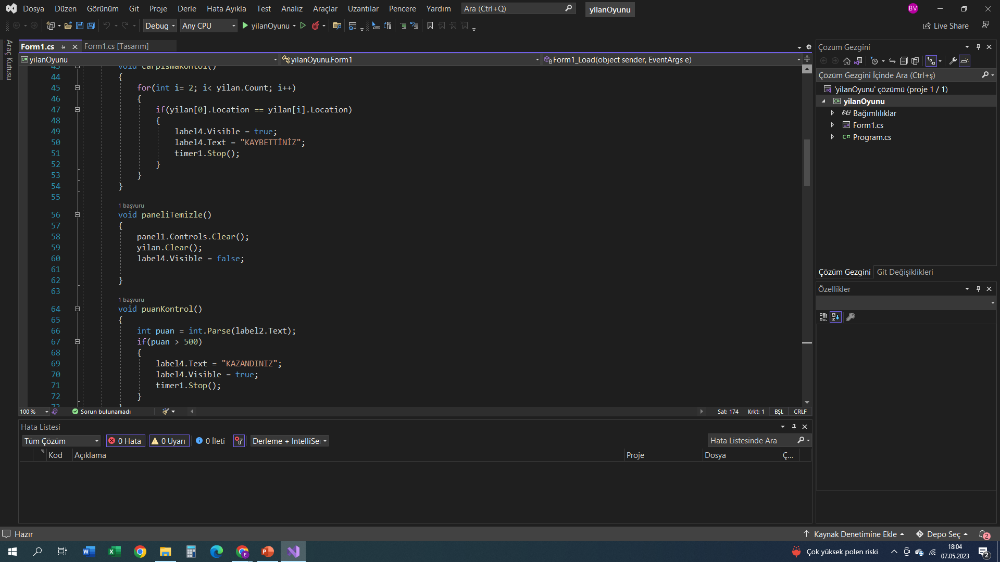 Dosya Düzen Görünüm Git Proje Derle Hata Ayıkla Test Analiz Araçlar Uzantılar Pencere Yardım Ara (Ctrl+Q) yilanOyunu BV
Debug Any CPU yilanOyunu Live Share
Araç Kutusu
Form1.cs Form1.cs [Tasarım]
yilanOyunu yilanOyunu.Form1 Form1_Load(object sender, EventArgs e)
43 void carpismaKontol()
44 {
45 for(int i= 2; i< yilan.Count; i++)
46 {
47 if(yilan[0].Location == yilan[i].Location)
48 {
49 label4.Visible = true;
50 label4.Text = "KAYBETTİNİZ";
51 timer1.Stop();
52 }
53 }
54 }
55
1 başvuru
56 void paneliTemizle()
57 {
58 panel1.Controls.Clear();
59 yilan.Clear();
60 label4.Visible = false;
61
62 }
63
1 başvuru
64 void puanKontrol()
65 {
66 int puan = int.Parse(label2.Text);
67 if(puan > 500)
68 {
69 label4.Text = "KAZANDINIZ";
70 label4.Visible = true;
71 timer1.Stop();
72 }
73 }
100 % Sorun bulunamadı Sat: 174 Krkt: 1 BŞL CRLF
Hata Listesi
Tüm Çözüm 0 Hata 0 Uyarı 0 İleti Derleme + IntelliSe Hata Listesinde Ara
Kod Açıklama Proje Dosya Ç...
Çözüm Gezgini
Çözüm Gezgini İçinde Ara (Ctrl+ş)
'yilanOyunu' çözümü (proje 1 / 1)
yilanOyunu
Bağımlılıklar
Form1.cs
Program.cs
Çözüm Gezgini Git Değişiklikleri
Özellikler
Hazır Kaynak Denetimine Ekle Depo Seç 2
Çok yüksek polen riski 18:04
07.05.2023 2